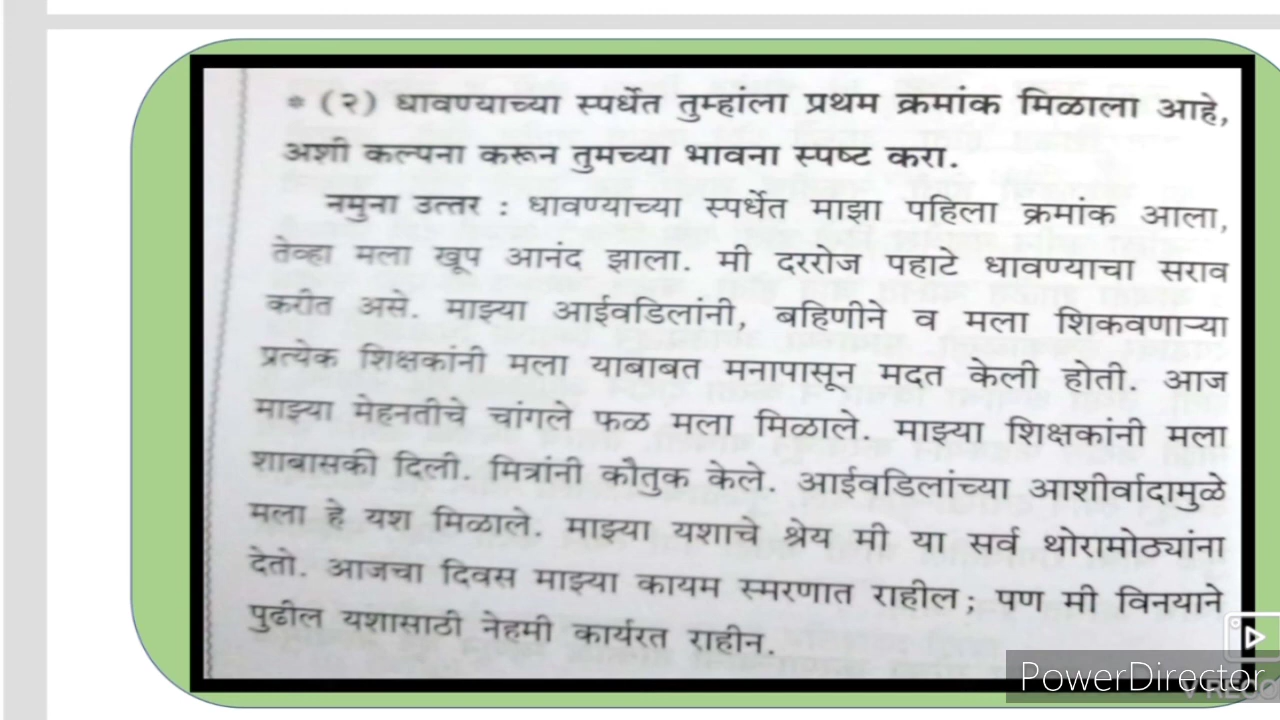 * (२) धावण्याच्या स्पर्धेत तुम्हांला प्रथम क्रमांक मिळाला आहे,
अशी कल्पना करून तुमच्या भावना स्पष्ट करा.
नमुना उत्तर : धावण्याच्या स्पर्धेत माझा पहिला क्रमांक आला,
तेव्हा मला खूप आनंद झाला. मी दररोज पहाटे धावण्याचा सराव
करीत असे. माझ्या आईवडिलांनी, बहिणीने व मला शिकवणाऱ्या
प्रत्येक शिक्षकांनी मला याबाबत मनापासून मदत केली होती. आज
माझ्या मेहनतीचे चांगले फळ मला मिळाले. माझ्या शिक्षकांनी मला
शाबासकी दिली. मित्रांनी कौतुक केले. आईवडिलांच्या आशीर्वादामुळे
मला हे यश मिळाले. माझ्या यशाचे श्रेय मी या सर्व थोरामोठ्यांना
देतो. आजचा दिवस माझ्या कायम स्मरणात राहील; पण मी विनयाने
पुढील यशासाठी नेहमी कार्यरत राहीन.
PowerDirector